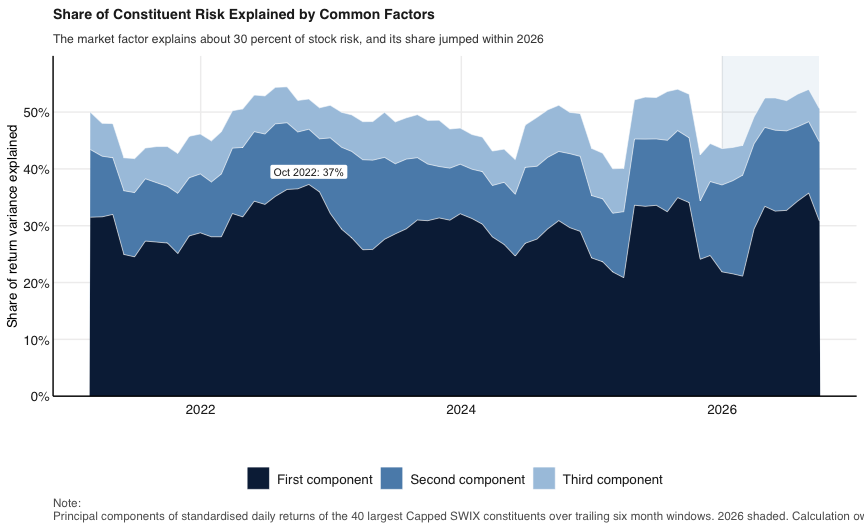 Share of Constituent Risk Explained by Common Factors
The market factor explains about 30 percent of stock risk, and its share jumped within 2026
Share of return variance explained
50%
40%
30%
20%
10%
0%
Oct 2022: 37%
2022
2024
2026
First component
Second component
Third component
Note:
Principal components of standardised daily returns of the 40 largest Capped SWIX constituents over trailing six month windows. 2026 shaded. Calculation ov